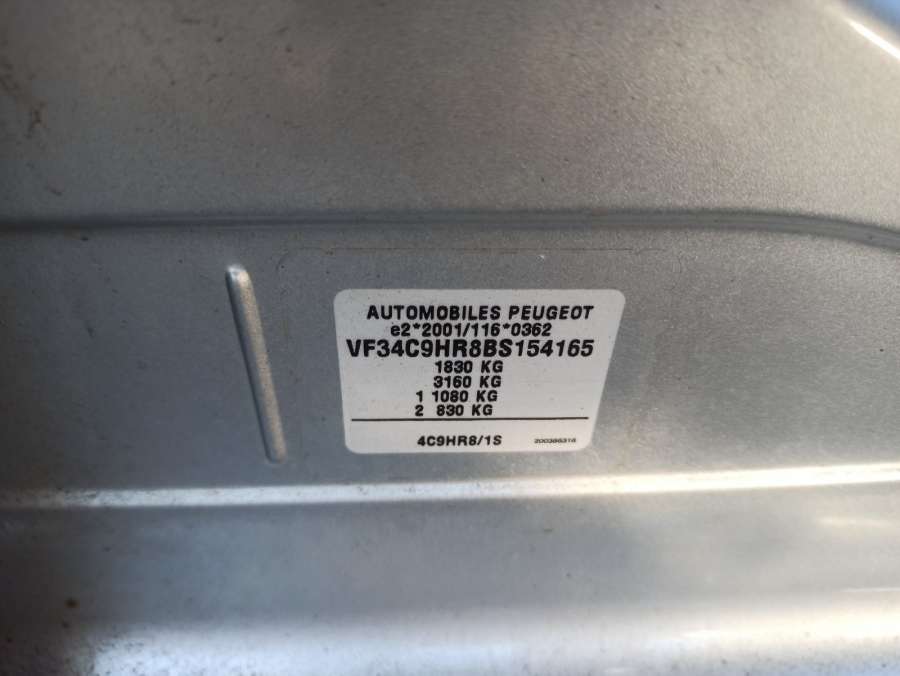 AUTOMOBILES PEUGEOT
e2*2001/116*0362
VF34C9HR8BS154165
1830 KG
3160 KG
1 1080 KG
2 830 KG
4C9HR8/1S
200386316